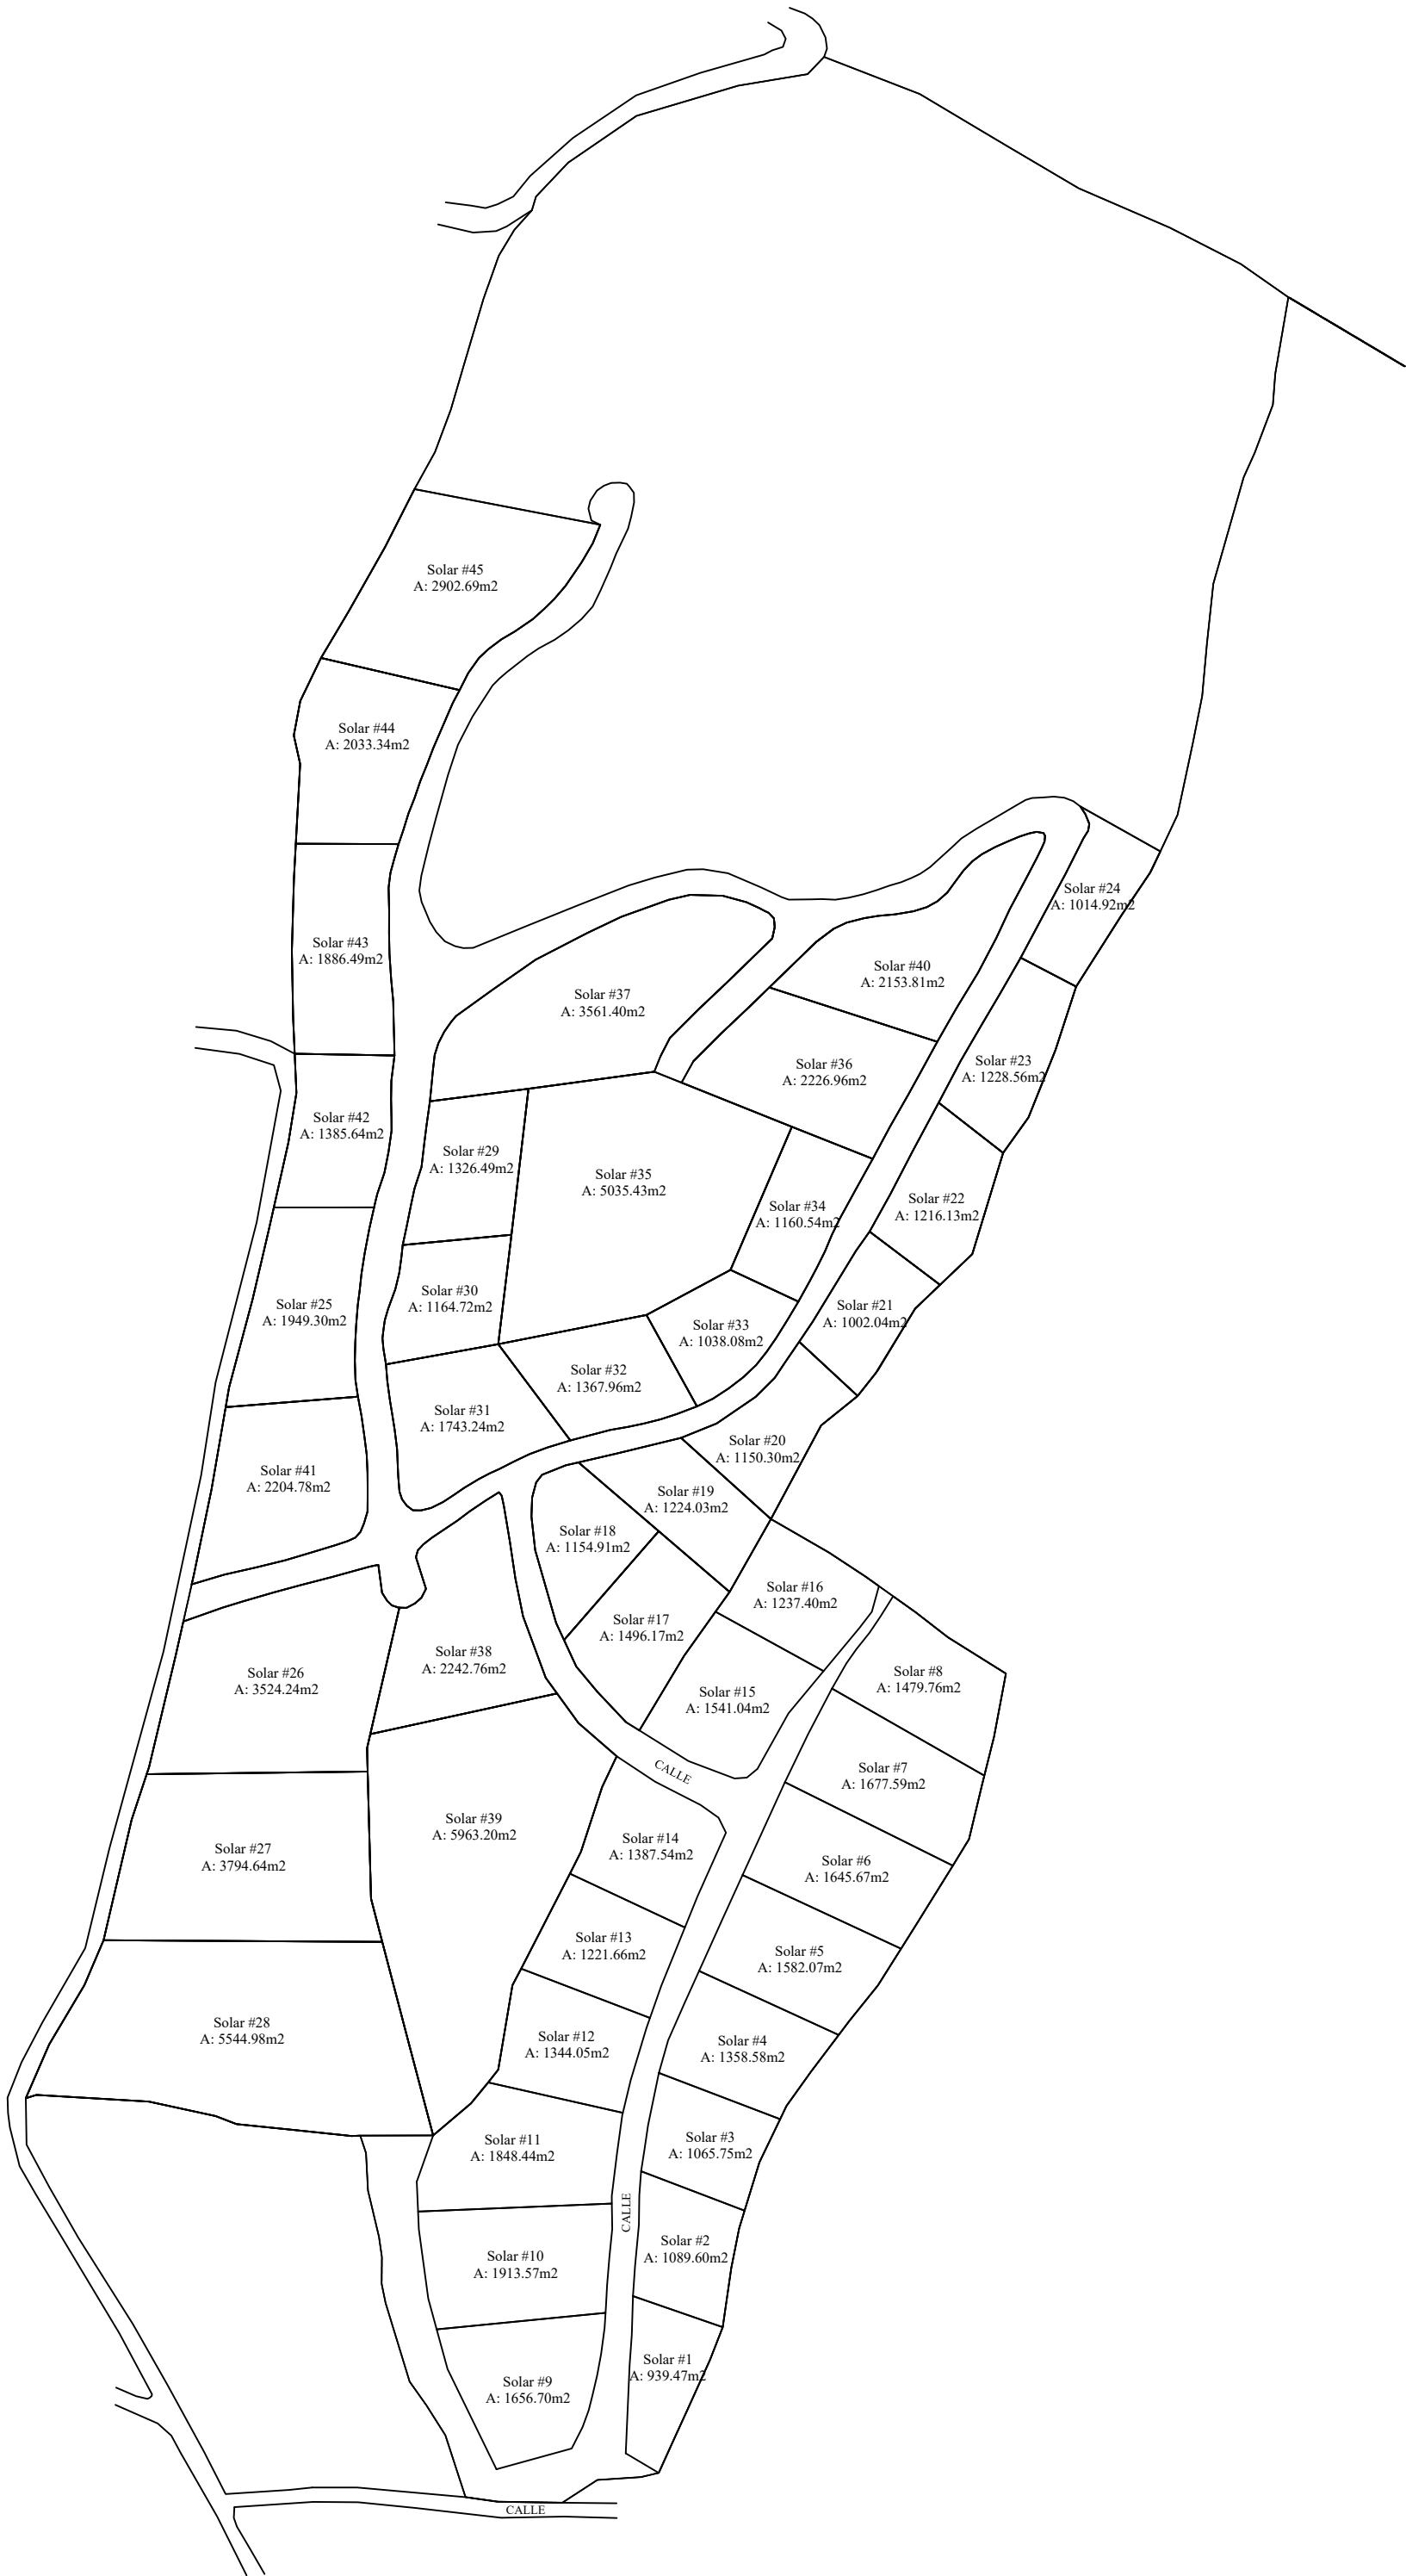 Solar #45
A: 2902.69m2
Solar #44
A: 2033.34m2
Solar #24
A: 1014.92m2
Solar #43
A: 1886.49m2
Solar #40
A: 2153.81m2
Solar #37
A: 3561.40m2
Solar #23
A: 1228.56m2
Solar #36
A: 2226.96m2
Solar #42
A: 1385.64m2
Solar #29
A: 1326.49m2
Solar #35
A: 5035.43m2
Solar #22
A: 1216.13m2
Solar #34
A: 1160.54m2
Solar #30
A: 1164.72m2
Solar #25
A: 1949.30m2
Solar #21
A: 1002.04m2
Solar #33
A: 1038.08m2
Solar #32
A: 1367.96m2
Solar #31
A: 1743.24m2
Solar #20
A: 1150.30m2
Solar #41
A: 2204.78m2
Solar #19
A: 1224.03m2
Solar #18
A: 1154.91m2
Solar #16
A: 1237.40m2
Solar #17
A: 1496.17m2
Solar #38
A: 2242.76m2
Solar #26
A: 3524.24m2
Solar #8
A: 1479.76m2
Solar #15
A: 1541.04m2
CALLE
Solar #7
A: 1677.59m2
Solar #39
A: 5963.20m2
Solar #14
A: 1387.54m2
Solar #27
A: 3794.64m2
Solar #6
A: 1645.67m2
Solar #13
A: 1221.66m2
Solar #5
A: 1582.07m2
Solar #28
A: 5544.98m2
Solar #12
A: 1344.05m2
Solar #4
A: 1358.58m2
Solar #11
A: 1848.44m2
Solar #3
A: 1065.75m2
CALLE
Solar #2
A: 1089.60m2
Solar #10
A: 1913.57m2
Solar #1
A: 939.47m2
Solar #9
A: 1656.70m2
CALLE